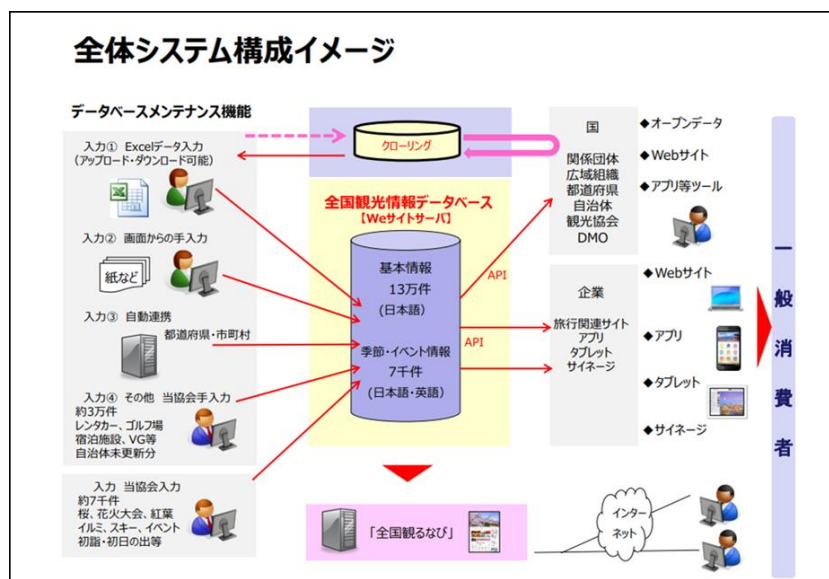 全体システム構成イメージ
データベースメンテナンス機能
入力① Excelデータ入力
(アップロード・ダウンロード可能)
入力② 画面からの手入力
紙など
入力③ 自動連携
都道府県・市町村
入力④ その他 当協会手入力
約3万件
レンタカー、ゴルフ場
宿泊施設、VG等
自治体未更新分
入力 当協会入力
約7千件
桜、花火大会、紅葉
イルミ、スキー、イベント
初詣・初日の出等
クローリング
全国観光情報データベース
【Weサイトサーバ】
基本情報
13万件
(日本語)
季節・イベント情報
7千件
(日本語・英語)
「全国観るなび」
API
API
国
関係団体
広域組織
都道府県
自治体
観光協会
DMO
企業
旅行関連サイト
アプリ
タブレット
サイネージ
◆オープンデータ
◆Webサイト
◆アプリ等ツール
◆Webサイト
◆アプリ
◆タブレット
◆サイネージ
インター
ネット
一般消費者